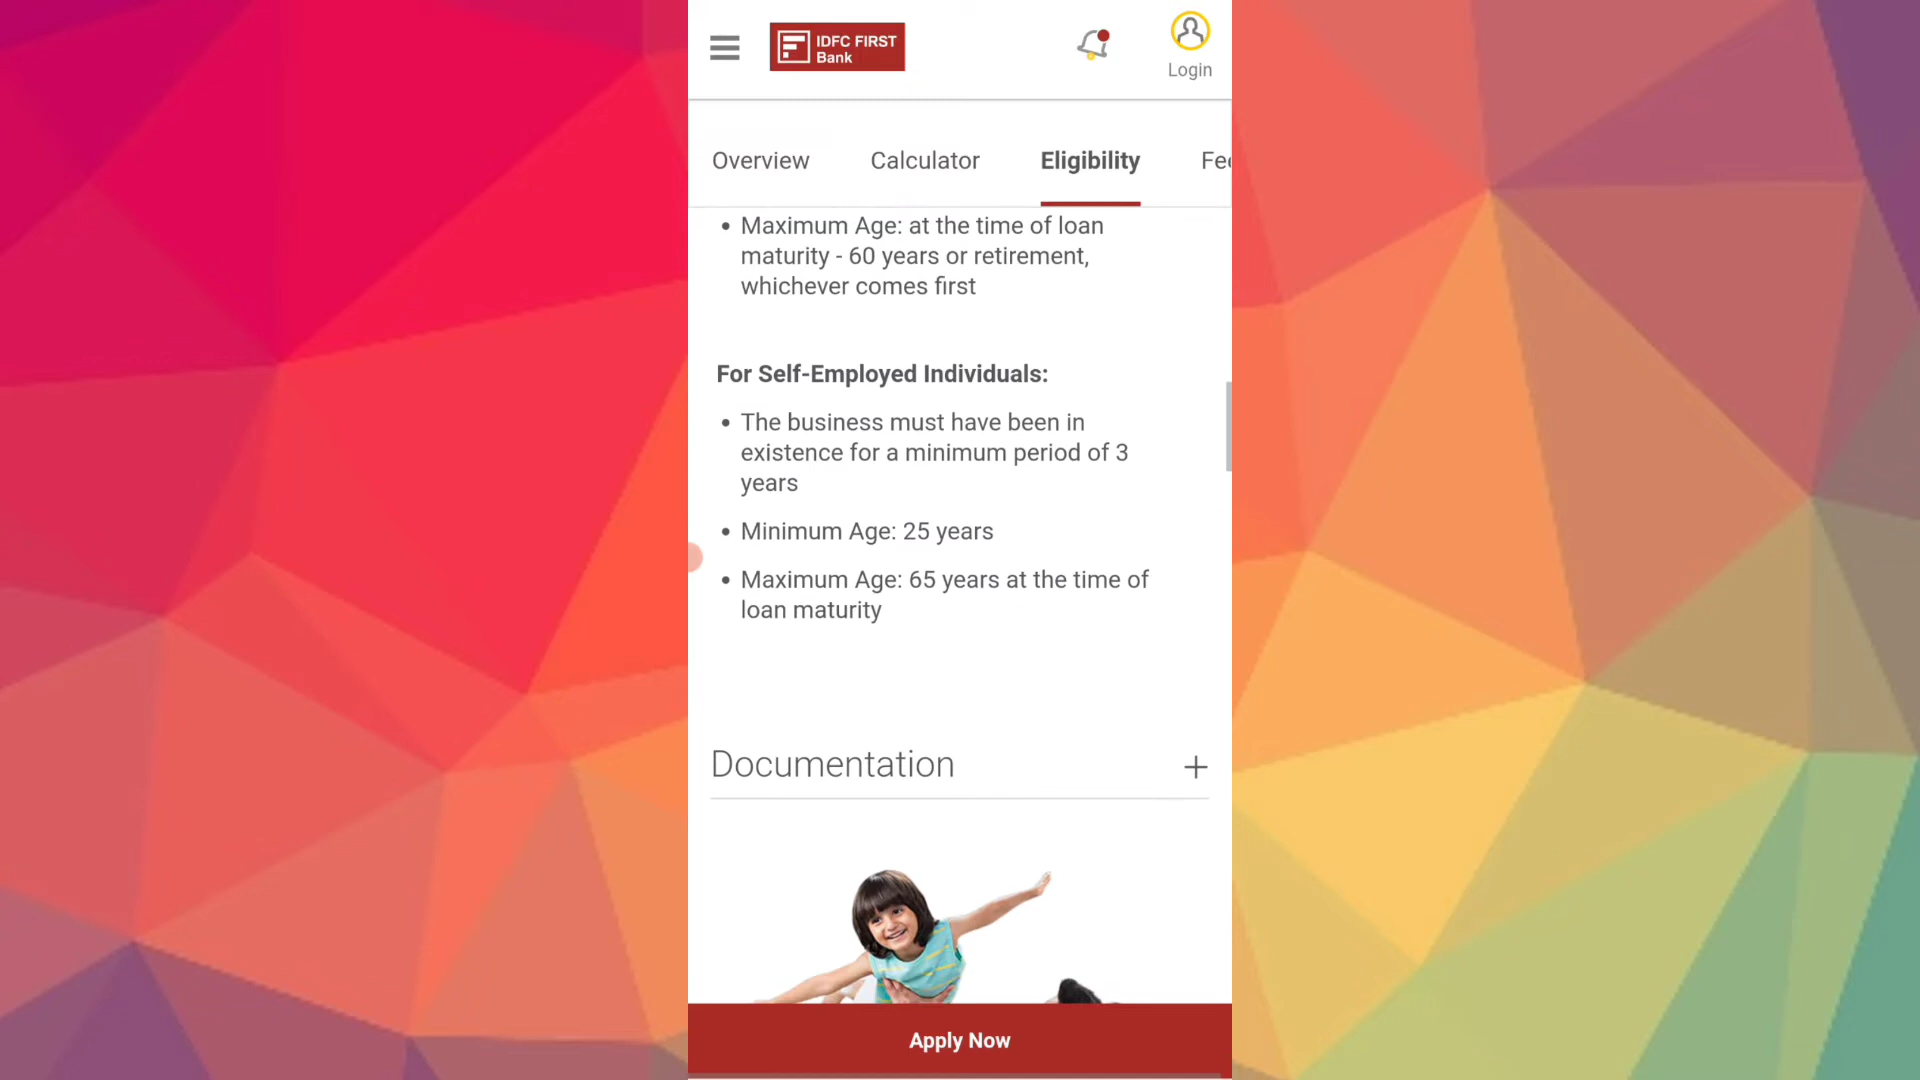 IDFC FIRST
Bank
Login
Overview
Calculator
Eligibility
Fee
• Maximum Age: at the time of loan
maturity - 60 years or retirement,
whichever comes first
For Self-Employed Individuals:
• The business must have been in
existence for a minimum period of 3
years
• Minimum Age: 25 years
• Maximum Age: 65 years at the time of
loan maturity
Documentation +
Apply Now